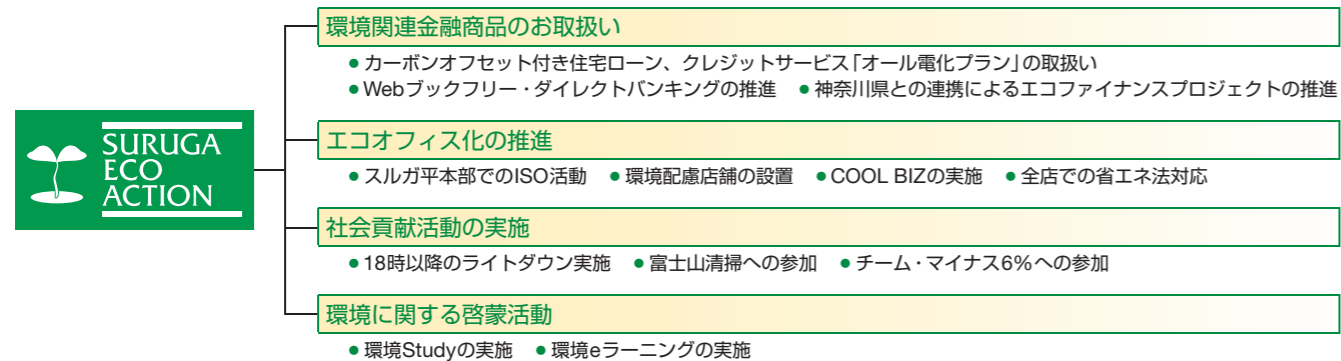 SURUGA
ECO
ACTION
環境関連金融商品のお取扱い
●カーボンオフセット付き住宅ローン、クレジットサービス「オール電化プラン」の取扱い
●Webブックフリー・ダイレクトバンキングの推進 ●神奈川県との連携によるエコファイナンスプロジェクトの推進
エコオフィス化の推進
●スルガ平本部でのISO活動 ●環境配慮店舗の設置 ●COOL BIZの実施 ●全店での省エネ法対応
社会貢献活動の実施
●18時以降のライトダウン実施 ●富士山清掃への参加 ●チーム・マイナス6%への参加
環境に関する啓蒙活動
●環境Studyの実施 ●環境eラーニングの実施